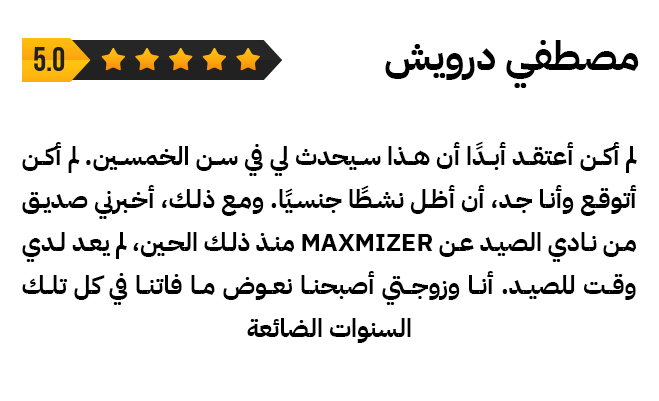 مصطفي درويش
5.0
لم أكن أعتقد أبدًا أن هذا سيحدث لي في سن الخمسين. لم أكن
أتوقع وأنا جد، أن أظل نشطًا جنسيًا. ومع ذلك، أخبرني صديق
من نادي الصيد عن MAXMIZER منذ ذلك الحين، لم يعد لدي
وقت للصيد. أنا وزوجتي أصبحنا نعوض ما فاتنا في كل تلك
السنوات الضائعة